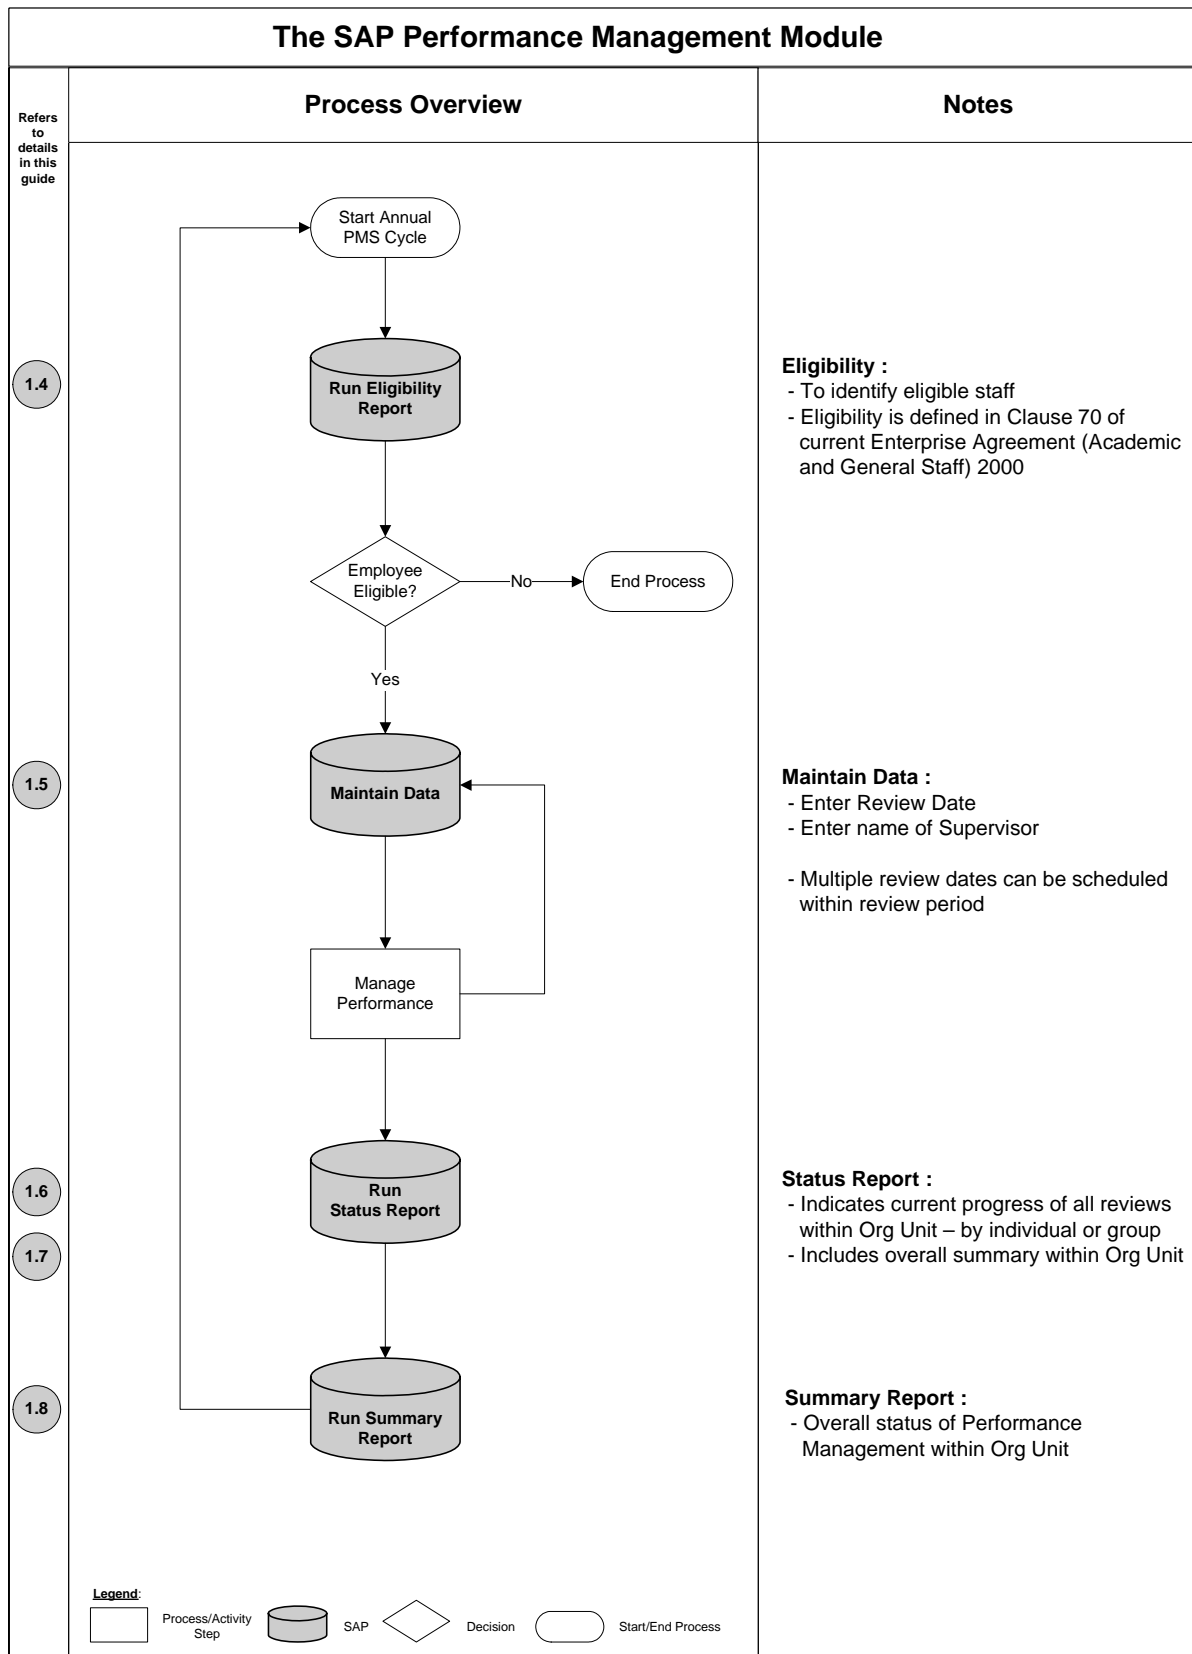 The SAP Performance Management Module
Refers
to
details
in this
guide
Process Overview
Notes
Start Annual
PMS Cycle
1.4
Run Eligibility
Report
Eligibility :
- To identify eligible staff
- Eligibility is defined in Clause 70 of
current Enterprise Agreement (Academic
and General Staff) 2000
Employee
Eligible?
No
End Process
Yes
1.5
Maintain Data
Maintain Data :
- Enter Review Date
- Enter name of Supervisor
- Multiple review dates can be scheduled
within review period
Manage
Performance
1.6
1.7
Run
Status Report
Status Report :
- Indicates current progress of all reviews
within Org Unit – by individual or group
- Includes overall summary within Org Unit
1.8
Run Summary
Report
Summary Report :
- Overall status of Performance
Management within Org Unit
Legend:
Process/Activity
Step
SAP
Decision
Start/End Process